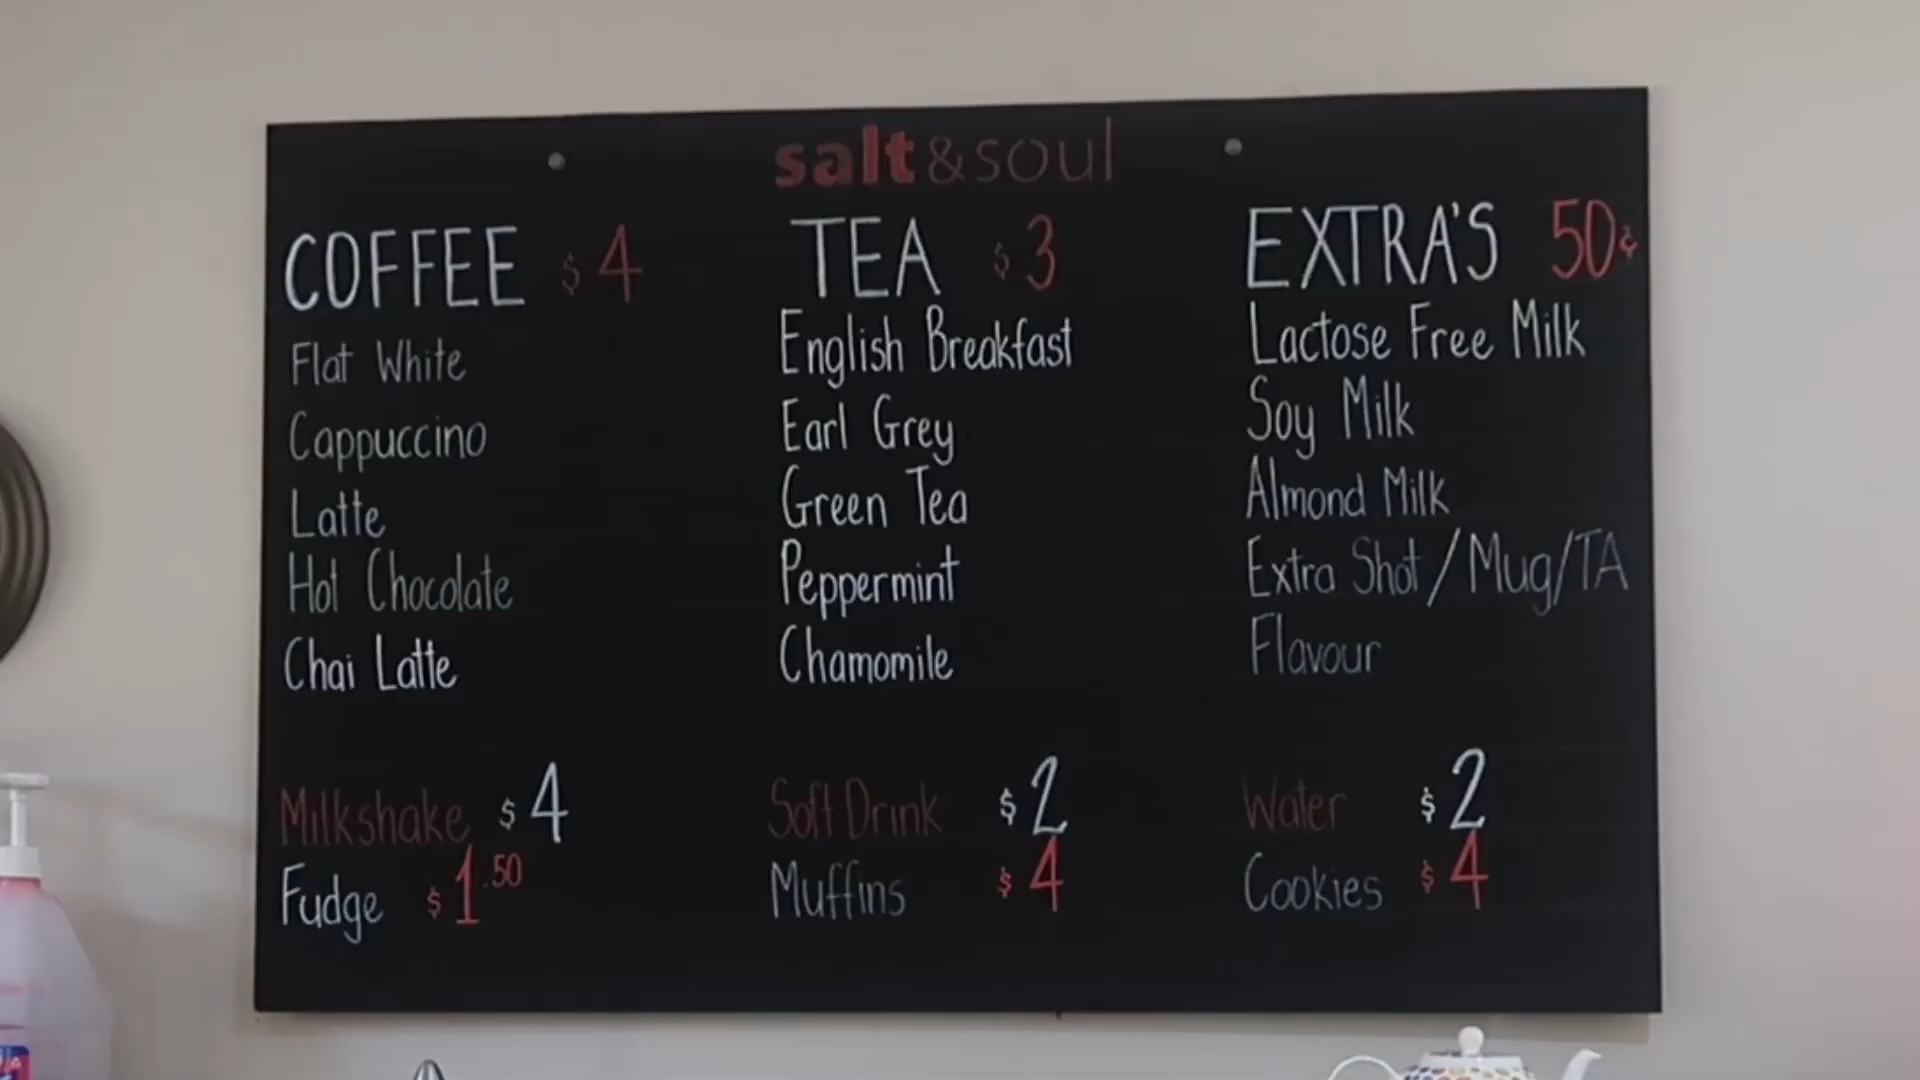 salt&soul
COFFEE $4
Flat White
Cappuccino
Latte
Hot Chocolate
Chai Latte
TEA $3
English Breakfast
Earl Grey
Green Tea
Peppermint
Chamomile
EXTRA'S 50¢
Lactose Free Milk
Soy Milk
Almond Milk
Extra Shot/Mug/TA
Flavour
Milkshake $4
Soft Drink $2
Water $2
Fudge $1.50
Muffins $4
Cookies $4